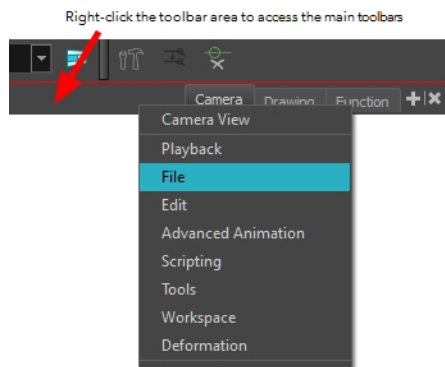 Right-click the toolbar area to access the main toolbars
Camera Drawing Function
Camera View
Playback
File
Edit
Advanced Animation
Scripting
Tools
Workspace
Deformation